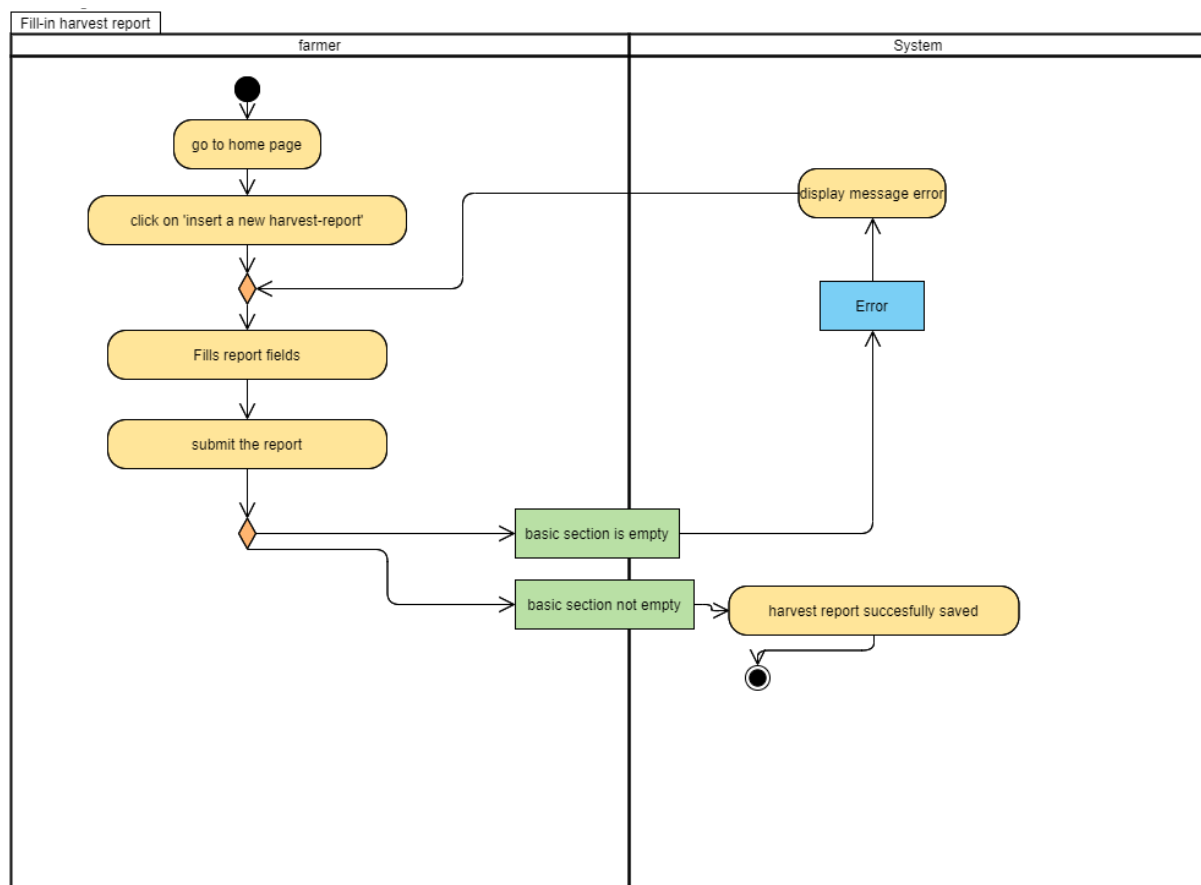 Fill-in harvest report
farmer
System
go to home page
display message error
click on 'insert a new harvest-report'
Error
Fills report fields
submit the report
basic section is empty
basic section not empty
harvest report succesfully saved